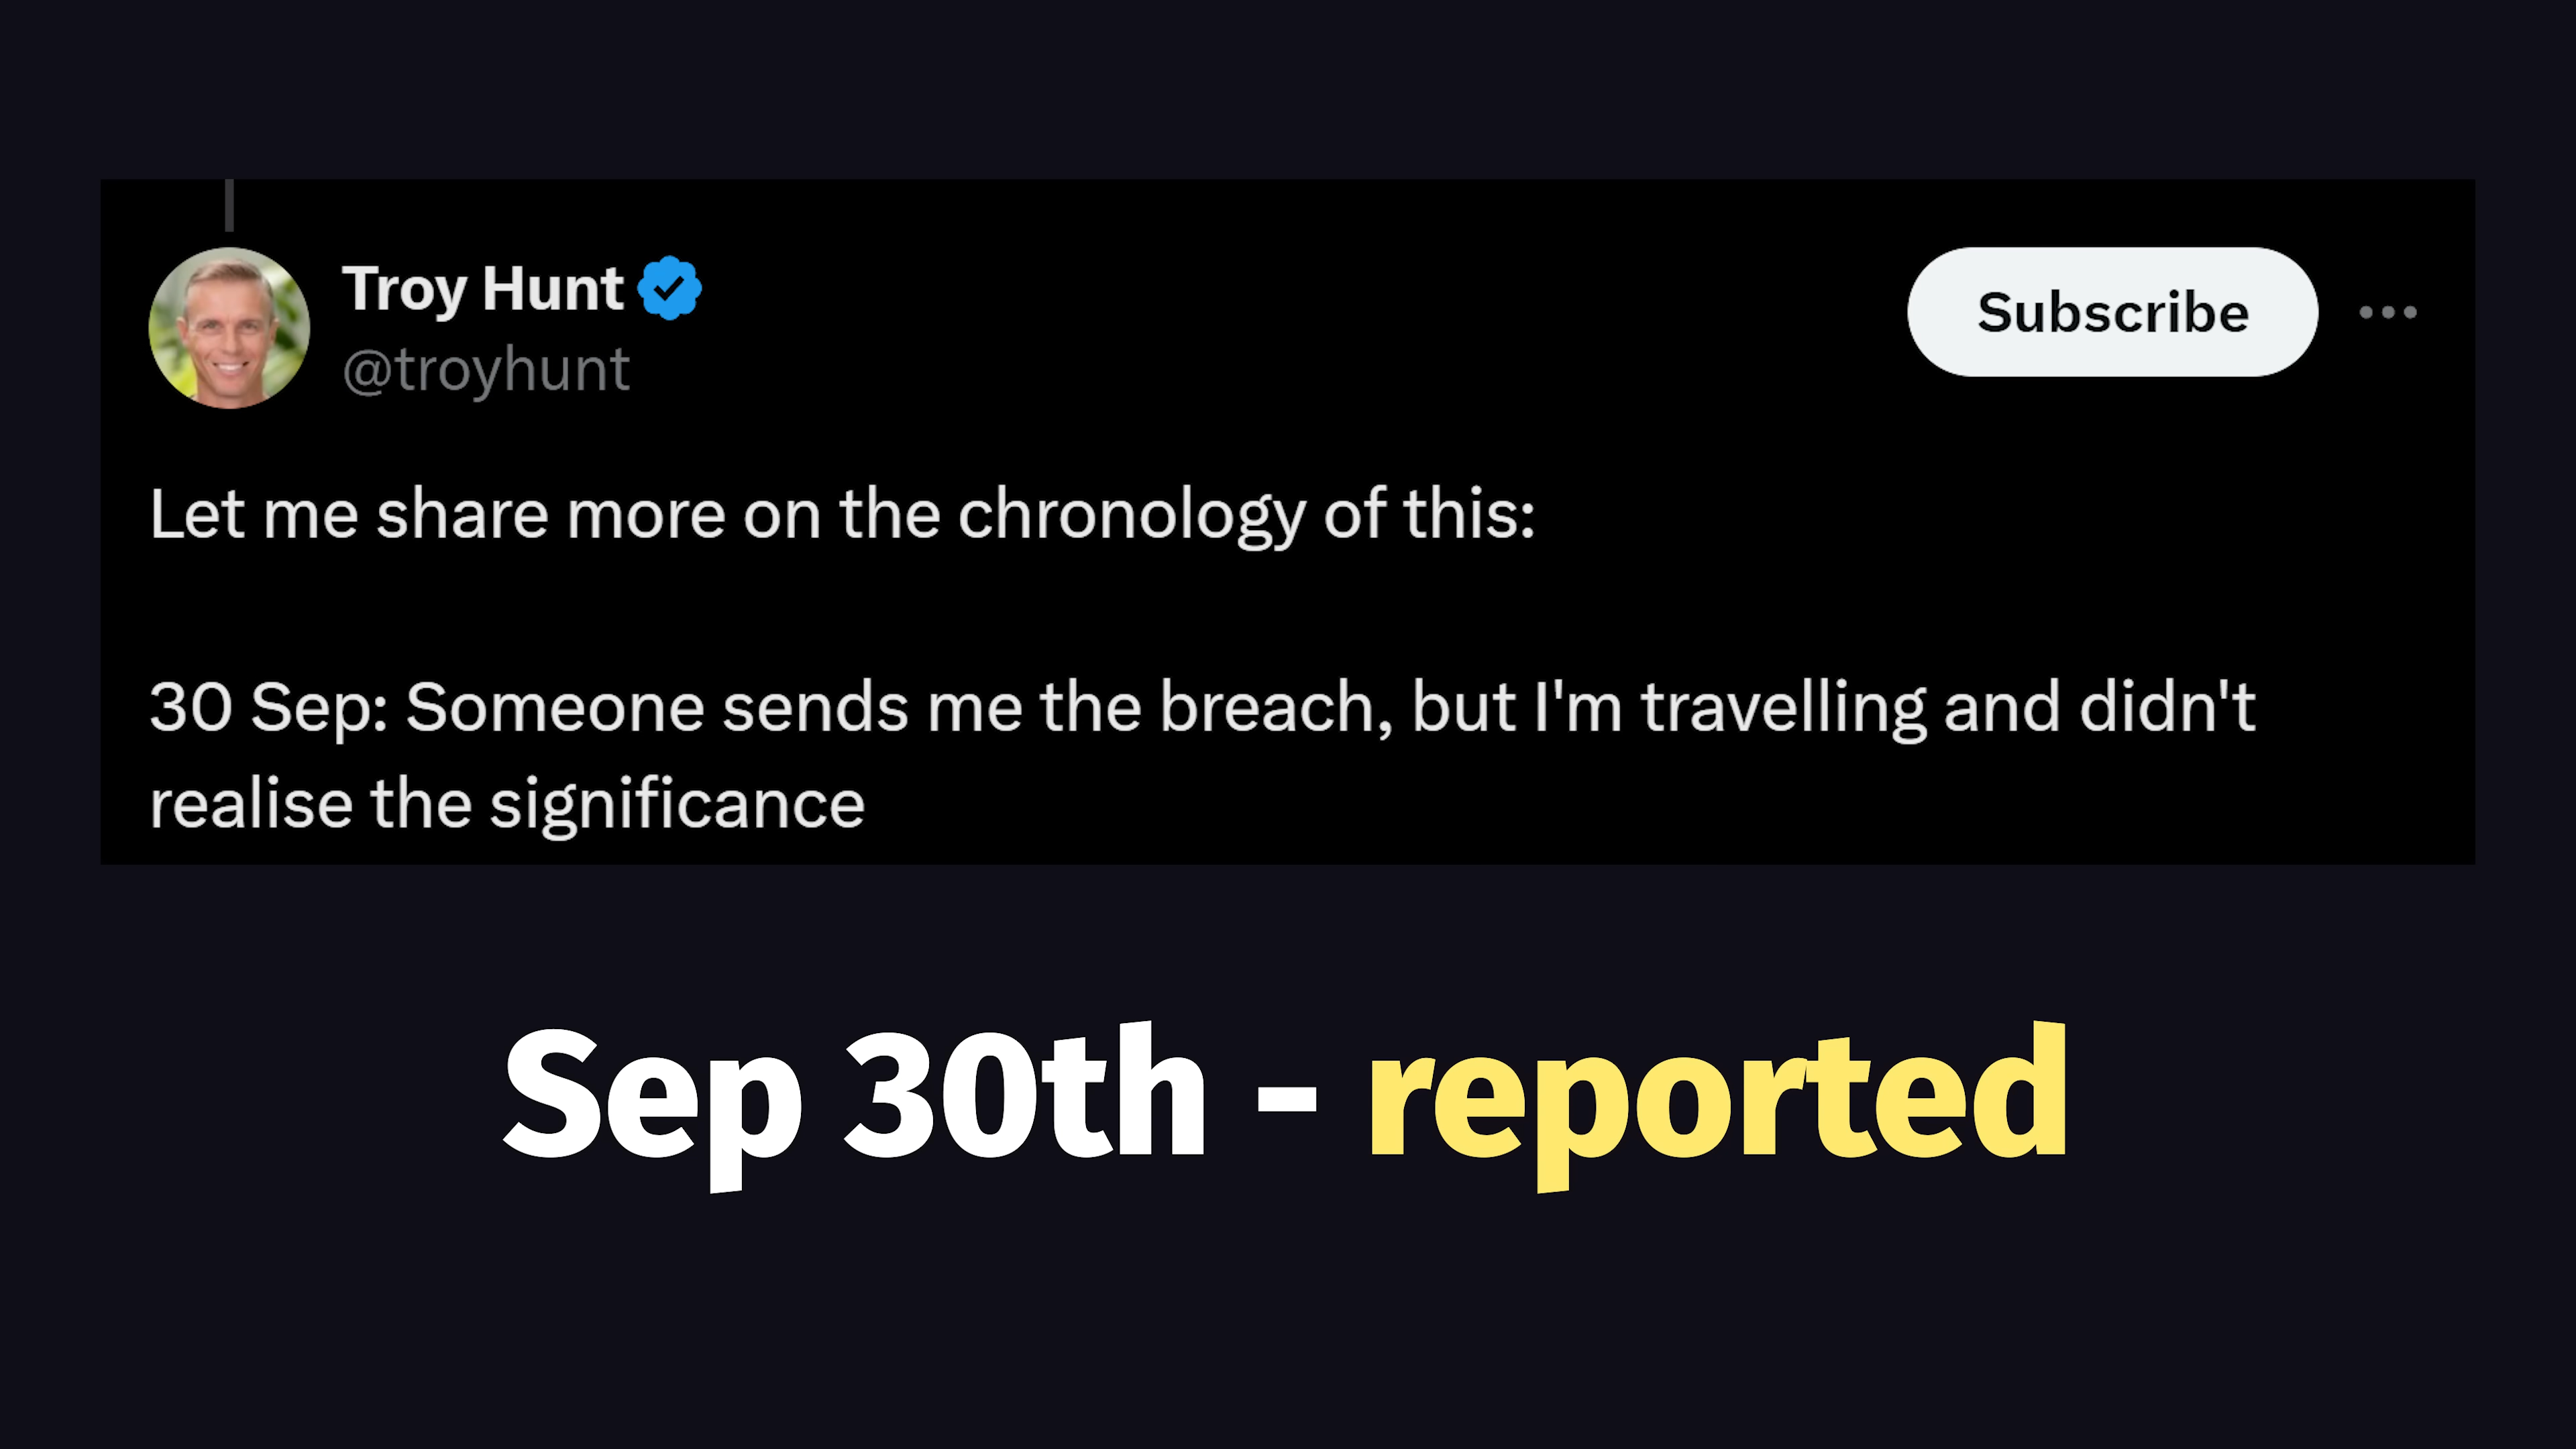 Troy Hunt
@troyhunt
Subscribe
Let me share more on the chronology of this:
30 Sep: Someone sends me the breach, but I'm travelling and didn't
realise the significance
Sep 30th - reported